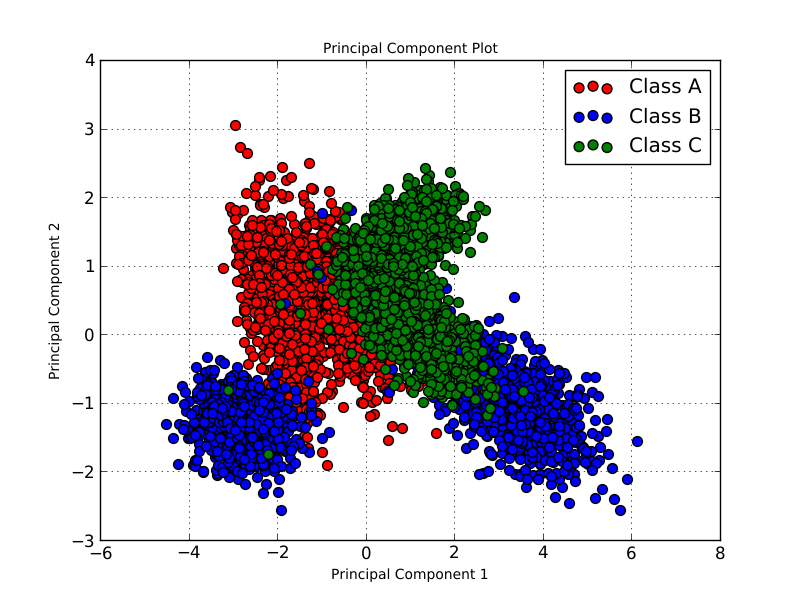 Principal Component Plot
Class A
Class B
Class C
Principal Component 2
4
3
2
1
0
−1
−2
−3
−6
−4
−2
0
2
4
6
8
Principal Component 1